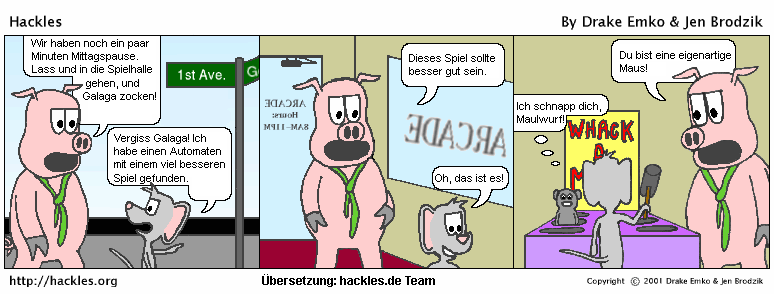 Hackles
By Drake Emko & Jen Brodzik
Wir haben noch ein paar
Minuten Mittagspause.
Lass und in die Spielhalle
gehen, und
Galaga zocken!
Vergiss Galaga! Ich
habe einen Automaten
mit einem viel besseren
Spiel gefunden.
1st Ave.
G
Dieses Spiel sollte
besser gut sein.
Oh, das ist es!
ARCADE
Hours:
8AM-11PM
ARCADE
Du bist eine eigenartige
Maus!
Ich schnapp dich,
Maulwurf!
WHACK
A
M
http://hackles.org
Übersetzung: hackles.de Team
Copyright © 2001 Drake Emko & Jen Brodzik